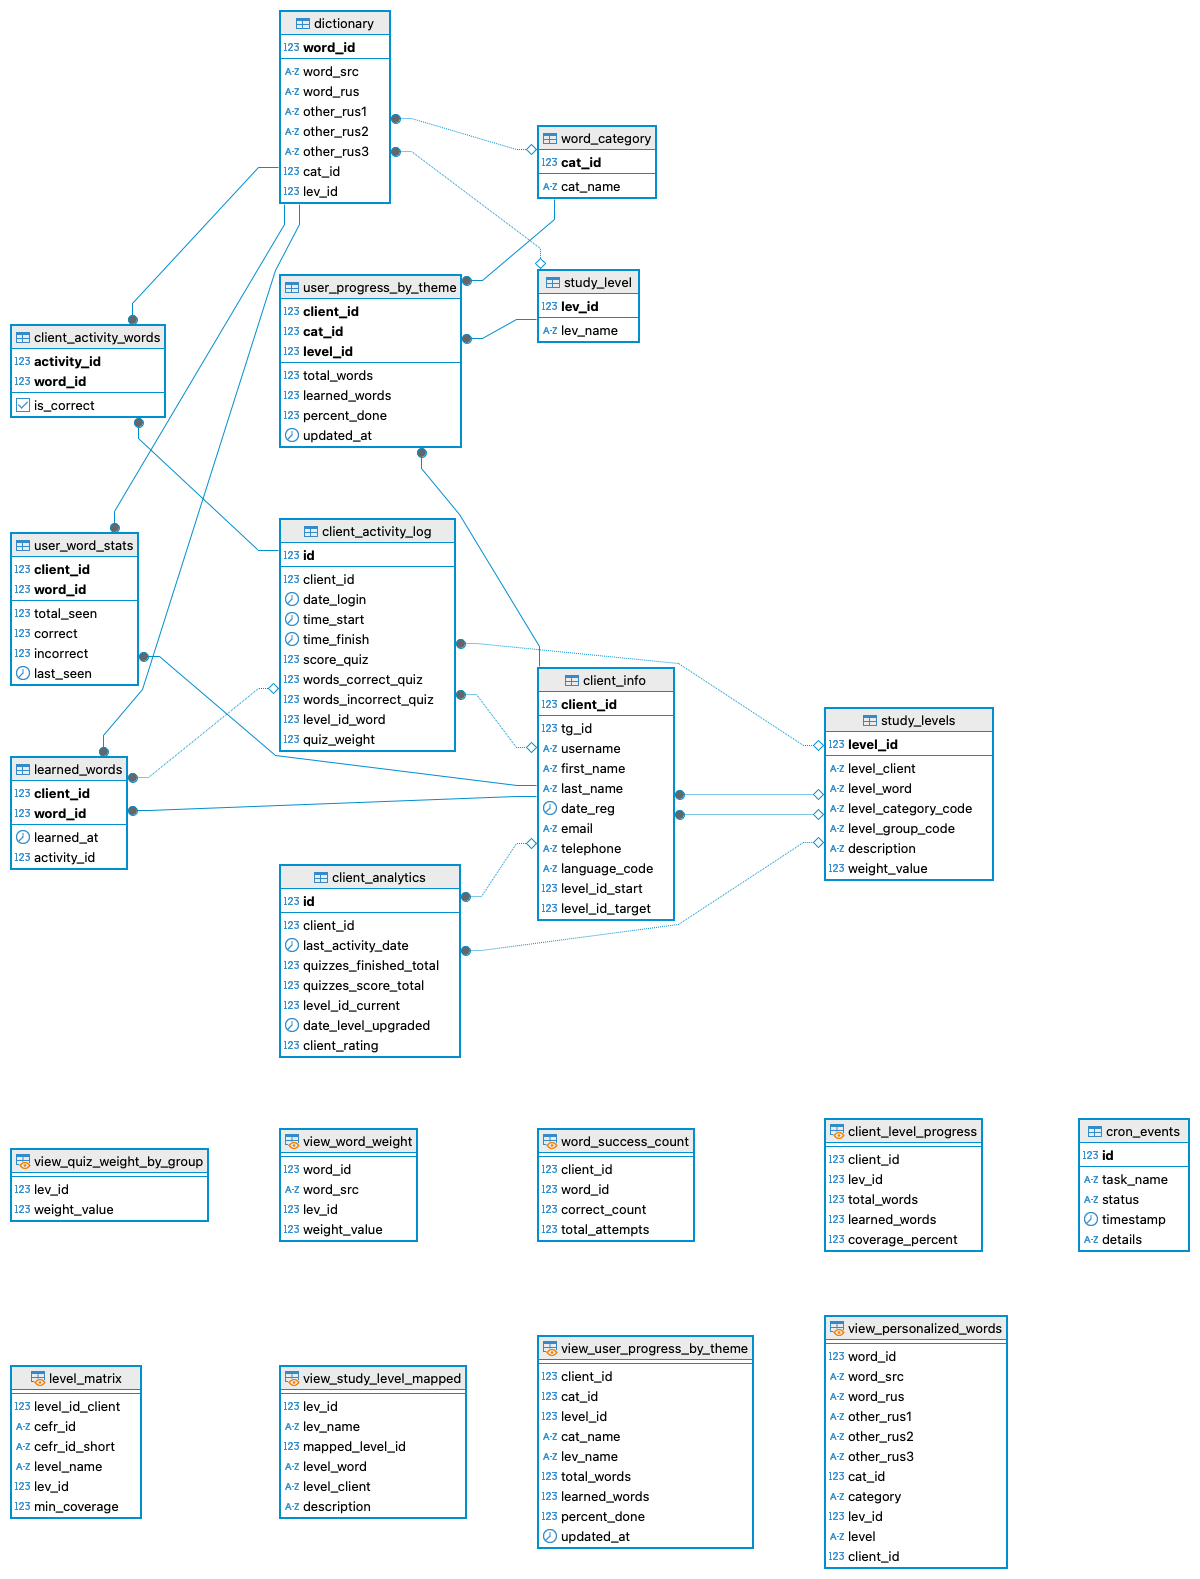 dictionary
123 word_id
A-Z word_src
A-Z word_rus
A-Z other_rus1
A-Z other_rus2
A-Z other_rus3
123 cat_id
123 lev_id
word_category
123 cat_id
A-Z cat_name
user_progress_by_theme
123 client_id
123 cat_id
123 level_id
123 total_words
123 learned_words
123 percent_done
updated_at
study_level
123 lev_id
A-Z lev_name
client_activity_words
123 activity_id
123 word_id
is_correct
user_word_stats
123 client_id
123 word_id
123 total_seen
123 correct
123 incorrect
last_seen
client_activity_log
123 id
123 client_id
date_login
time_start
time_finish
123 score_quiz
123 words_correct_quiz
123 words_incorrect_quiz
123 level_id_word
123 quiz_weight
client_info
123 client_id
123 tg_id
A-Z username
A-Z first_name
A-Z last_name
date_reg
A-Z email
A-Z telephone
A-Z language_code
123 level_id_start
123 level_id_target
study_levels
123 level_id
A-Z level_client
A-Z level_word
A-Z level_category_code
A-Z level_group_code
A-Z description
123 weight_value
learned_words
123 client_id
123 word_id
learned_at
123 activity_id
client_analytics
123 id
123 client_id
last_activity_date
123 quizzes_finished_total
123 quizzes_score_total
123 level_id_current
date_level_upgraded
123 client_rating
view_quiz_weight_by_group
123 lev_id
123 weight_value
view_word_weight
123 word_id
A-Z word_src
123 lev_id
123 weight_value
word_success_count
123 client_id
123 word_id
123 correct_count
123 total_attempts
client_level_progress
123 client_id
123 lev_id
123 total_words
123 learned_words
123 coverage_percent
cron_events
123 id
A-Z task_name
A-Z status
timestamp
A-Z details
level_matrix
123 level_id_client
A-Z cefr_id
A-Z cefr_id_short
A-Z level_name
123 lev_id
123 min_coverage
view_study_level_mapped
123 lev_id
A-Z lev_name
123 mapped_level_id
A-Z level_word
A-Z level_client
A-Z description
view_user_progress_by_theme
123 client_id
123 cat_id
123 level_id
A-Z cat_name
A-Z lev_name
123 total_words
123 learned_words
123 percent_done
updated_at
view_personalized_words
123 word_id
A-Z word_src
A-Z word_rus
A-Z other_rus1
A-Z other_rus2
A-Z other_rus3
123 cat_id
A-Z category
123 lev_id
A-Z level
123 client_id